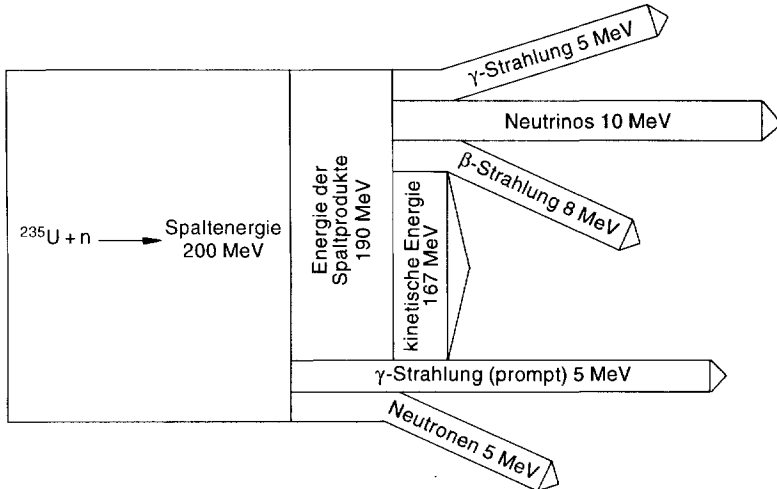 ²³⁵U + n
Spaltenergie
200 MeV
Energie der
Spaltprodukte
190 MeV
γ-Strahlung 5 MeV
Neutrinos 10 MeV
β-Strahlung 8 MeV
kinetische Energie
167 MeV
γ-Strahlung (prompt) 5 MeV
Neutronen 5 MeV